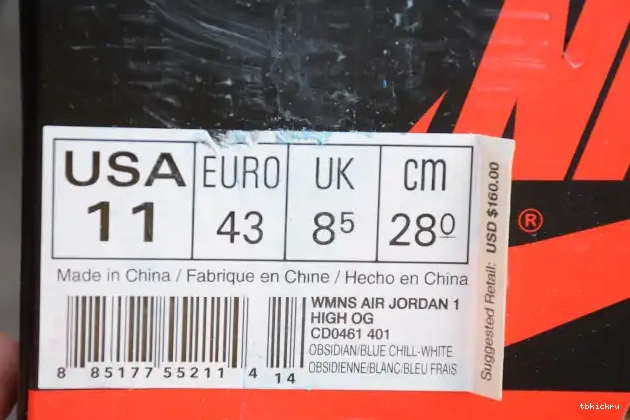 USA EURO UK cm
11 43 8⁵ 28⁰
Made in China / Fabrique en Chine / Hecho en China
WMNS AIR JORDAN 1
HIGH OG
CD0461 401
OBSIDIAN/BLUE CHILL-WHITE
OBSIDIENNE/BLANC/BLEU FRAIS
8 85177 55211 4 14
Suggested Retail: USD $160.00
®
tbkickru